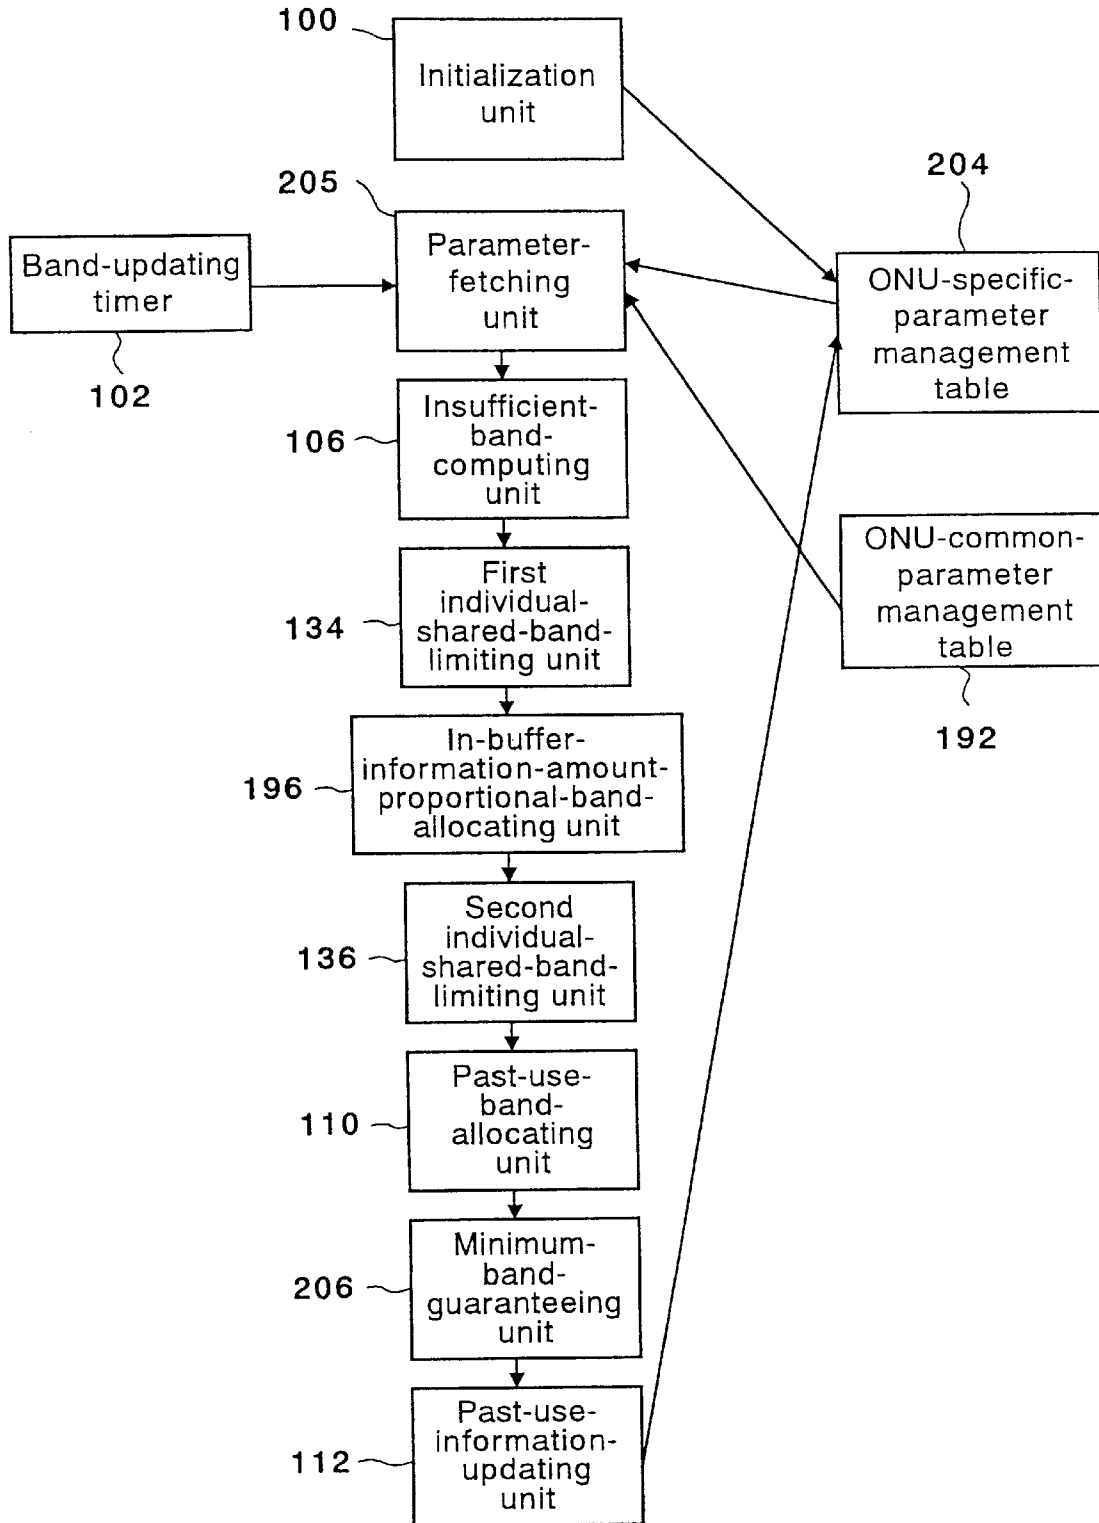 100
Initialization
unit
205
204
Band-updating
timer
102
Parameter-
fetching
unit
ONU-specific-
parameter
management
table
106
Insufficient-
band-
computing
unit
ONU-common-
parameter
management
table
192
134
First
individual-
shared-band-
limiting unit
196
In-buffer-
information-amount-
proportional-band-
allocating unit
136
Second
individual-
shared-band-
limiting unit
110
Past-use-
band-
allocating
unit
206
Minimum-
band-
guaranteeing
unit
112
Past-use-
information-
updating
unit